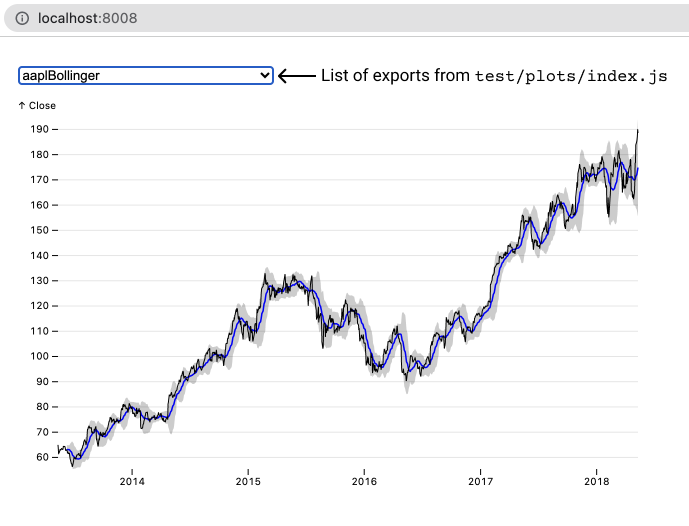 localhost:8008
aaplBollinger
List of exports from test/plots/index.js
↑ Close
190
180
170
160
150
140
130
120
110
100
90
80
70
60
2014 2015 2016 2017 2018